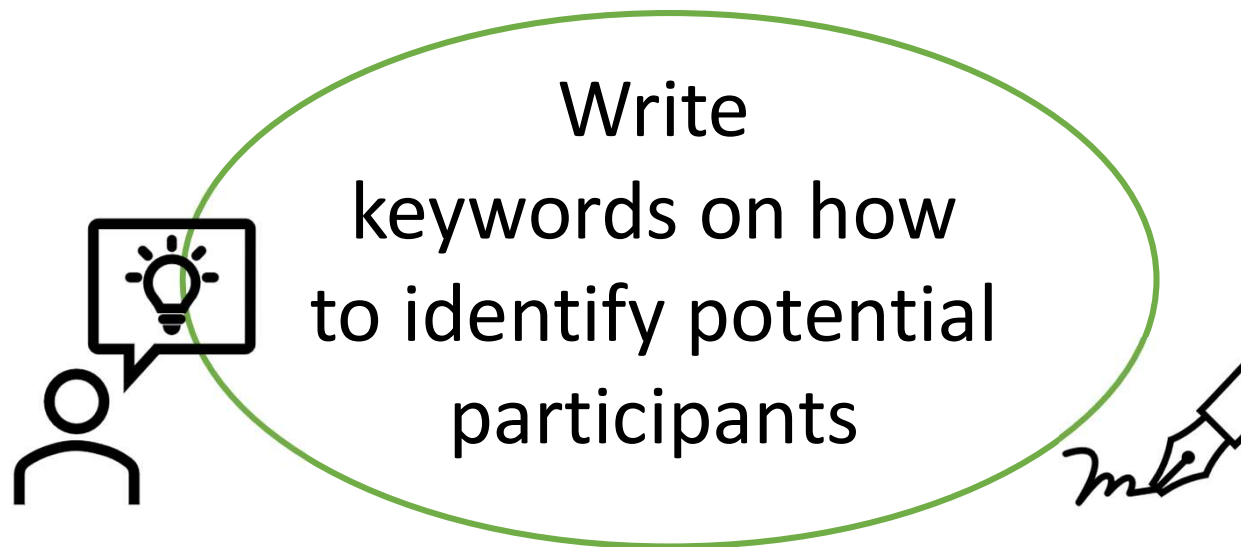 Write
keywords on how
to identify potential
participants